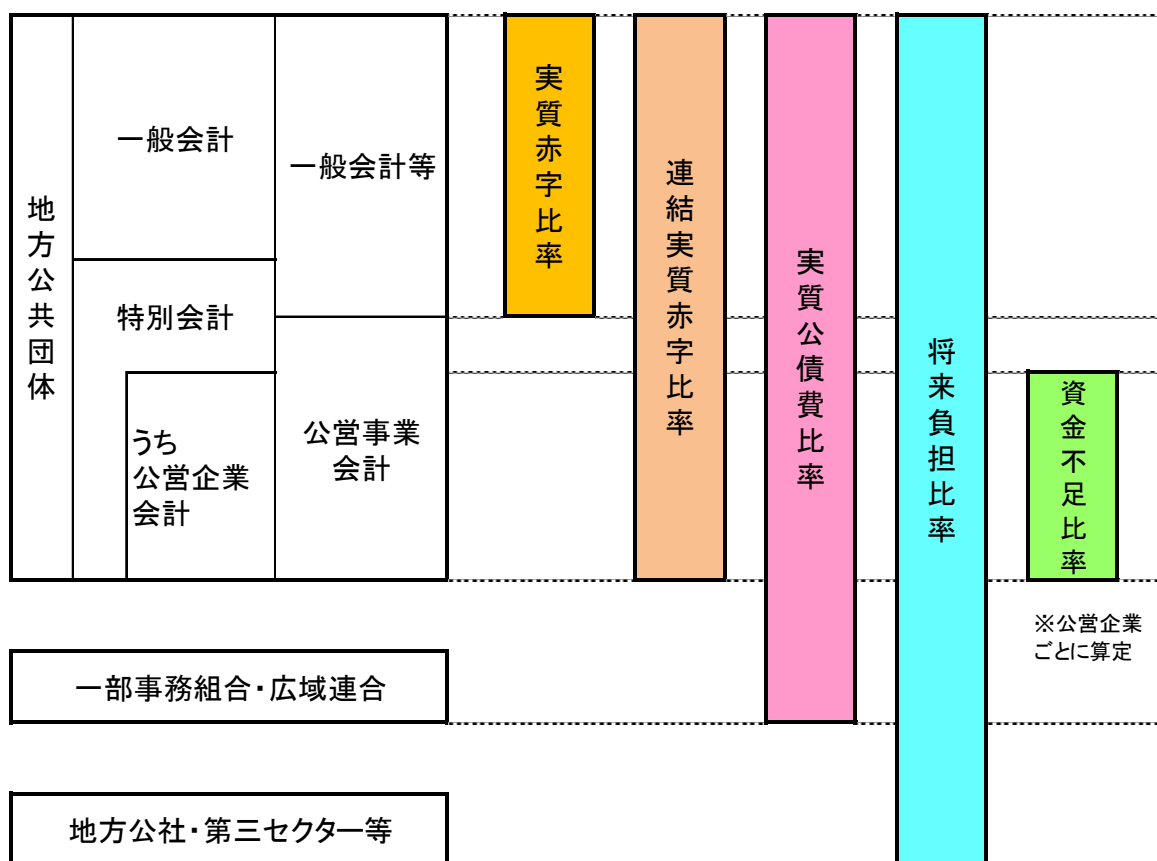 地方公共団体
一般会計
特別会計
うち
公営企業
会計
一般会計等
公営事業
会計
実質赤字比率
連結実質赤字比率
実質公債費比率
将来負担比率
資金不足比率
※公営企業
ごとに算定
一部事務組合・広域連合
地方公社・第三セクター等